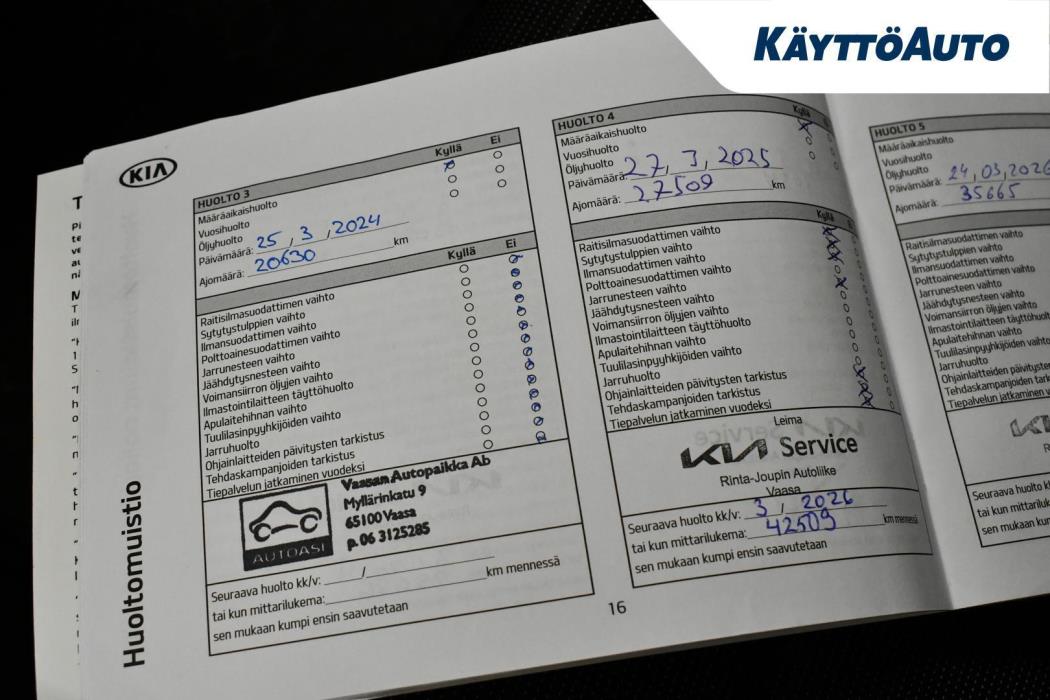 KÄYTTÖAUTO
KIA
Huoltomuistio
HUOLTO 3
Kyllä Ei
Määräaikaishuolto
Vuosihuolto
Öljyhuolto
Päivämäärä: 25 , 3 , 2024
Ajomäärä: 20630 km
Kyllä Ei
Raitisilmasuodattimen vaihto
Sytytystulppien vaihto
Ilmansuodattimen vaihto
Polttoainesuodattimen vaihto
Jarrunesteen vaihto
Jäähdytysnesteen vaihto
Voimansiirron öljyjen vaihto
Ilmastointilaitteen täyttöhuolto
Apulaitehihnan vaihto
Tuulilasinpyyhkijöiden vaihto
Jarruhuolto
Ohjainlaitteiden päivitysten tarkistus
Tehdaskampanjoiden tarkistus
Tiepalvelun jatkaminen vuodeksi
AUTOASI
Vaasan Autopaikka Ab
Myllärinkatu 9
65100 Vaasa
p. 06 3125285
Seuraava huolto kk/v: /
tai kun mittarilukema: km mennessä
sen mukaan kumpi ensin saavutetaan
HUOLTO 4
Kyllä
Määräaikaishuolto
Vuosihuolto
Öljyhuolto
Päivämäärä: 27 , 3 , 2025
Ajomäärä: 27509 km
Kyllä
Raitisilmasuodattimen vaihto
Sytytystulppien vaihto
Ilmansuodattimen vaihto
Polttoainesuodattimen vaihto
Jarrunesteen vaihto
Jäähdytysnesteen vaihto
Voimansiirron öljyjen vaihto
Ilmastointilaitteen täyttöhuolto
Apulaitehihnan vaihto
Tuulilasinpyyhkijöiden vaihto
Jarruhuolto
Ohjainlaitteiden päivitysten tarkistus
Tehdaskampanjoiden tarkistus
Tiepalvelun jatkaminen vuodeksi
Leima
KIA Service
Rinta-Joupin Autoliike
Vaasa
Seuraava huolto kk/v: 3 / 2026
tai kun mittarilukema: 42509 km mennessä
sen mukaan kumpi ensin saavutetaan
16
HUOLTO 5
Määräaikaishuolto
Vuosihuolto
Öljyhuolto
Päivämäärä: 24 , 03 , 2026
Ajomäärä: 35665
Raitisilmasuodattimen vaihto
Sytytystulppien vaihto
Ilmansuodattimen vaihto
Polttoainesuodattimen vaihto
Jarrunesteen vaihto
Jäähdytysnesteen vaihto
Voimansiirron öljyjen vaihto
Ilmastointilaitteen täyttöhuolto
Apulaitehihnan vaihto
Tuulilasinpyyhkijöiden vaihto
Jarruhuolto
Ohjainlaitteiden päivitysten
Tehdaskampanjoiden tark
Tiepalvelun jatkaminen vuo
Seuraava huolto kk/v:
tai kun mittarilukema:
sen mukaan kumpi ensin